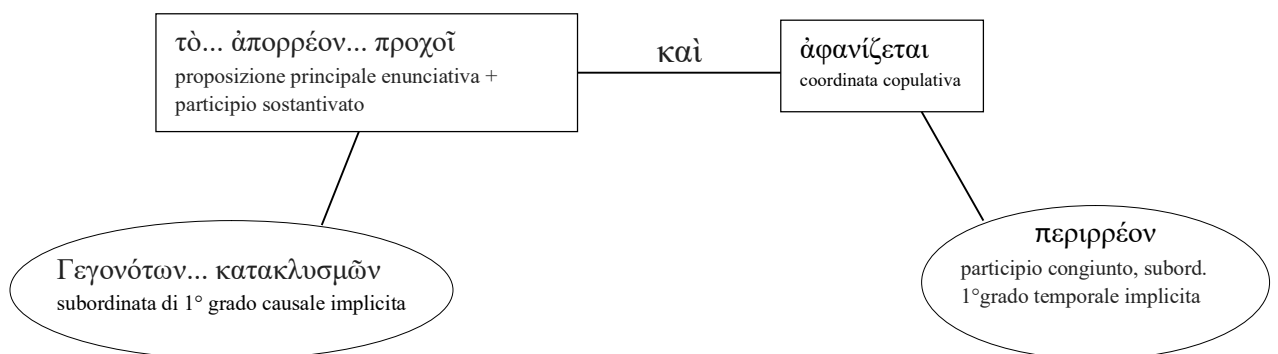 τὸ... ἀπορρέον... προχοῖ
proposizione principale enunciativa +
participio sostantivato
καὶ
ἀφανίζεται
coordinata copulativa
Γεγονότων... κατακλυσμῶν
subordinata di 1° grado causale implicita
περιρρέον
participio congiunto, subord.
1°grado temporale implicita